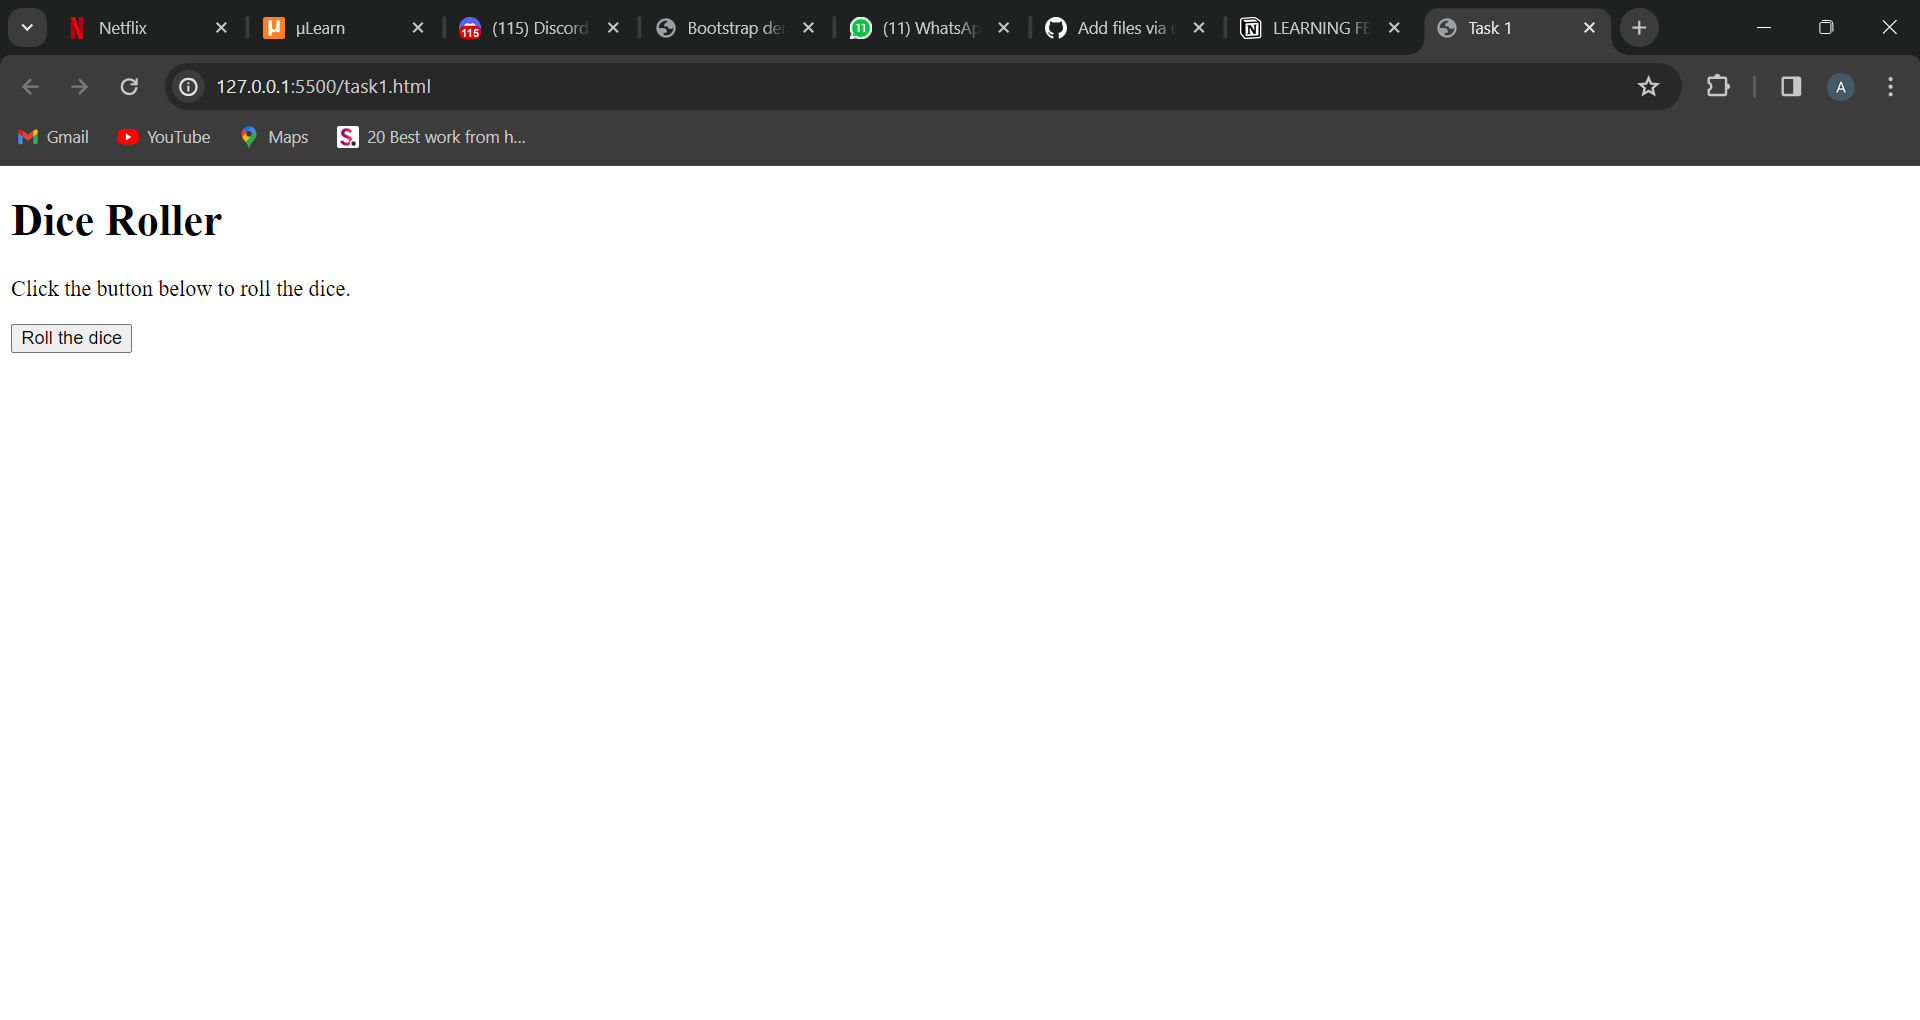 Netflix
µ µLearn
115 (115) Discord
Bootstrap de
11 (11) WhatsAp
Add files via
LEARNING FE
Task 1
127.0.0.1:5500/task1.html
A
Gmail
YouTube
Maps
S. 20 Best work from h...
Dice Roller
Click the button below to roll the dice.
Roll the dice